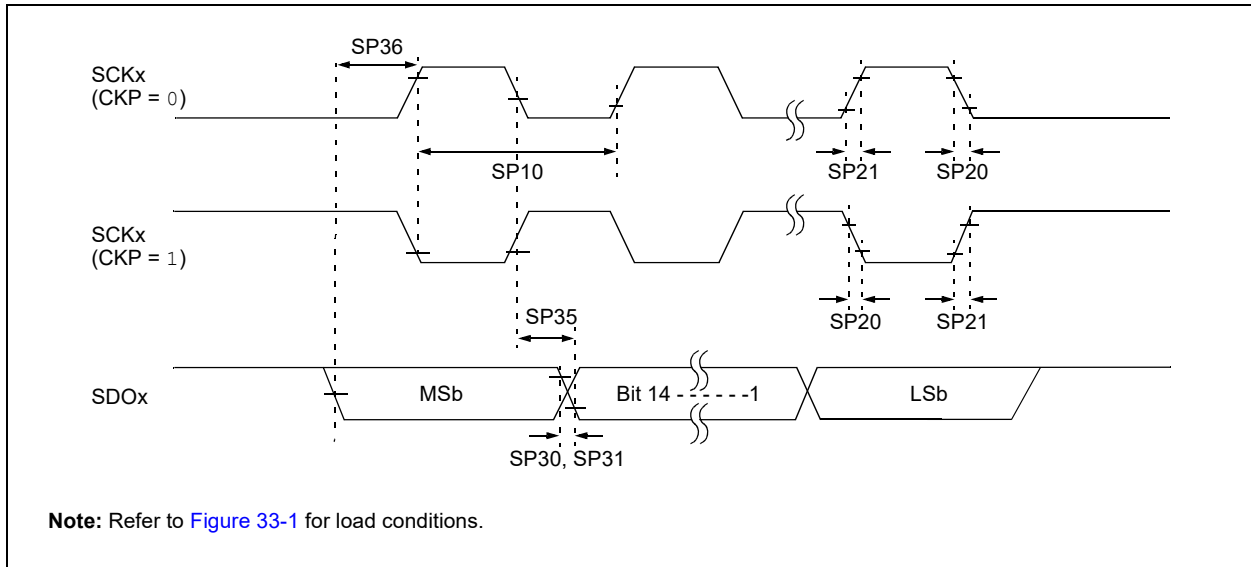 SP36
SCKx
(CKP = 0)
SP10
SP21
SP20
SCKx
(CKP = 1)
SP35
SP20
SP21
SDOx
MSb
Bit 14 - - - - - -1
LSb
SP30, SP31
Note: Refer to Figure 33-1 for load conditions.